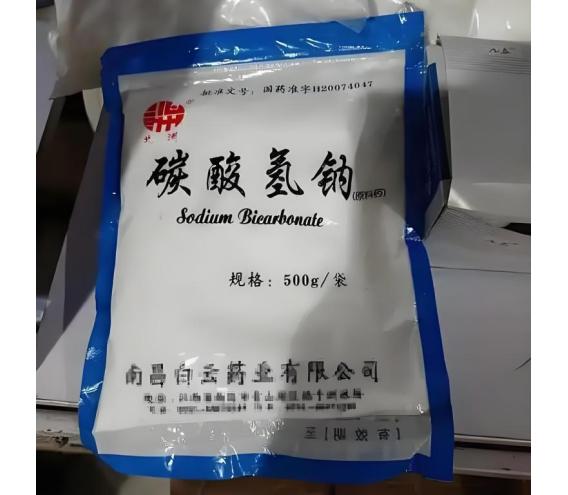 批准文号：国药准字H20074047
碳酸氢钠(原料药)
Sodium Bicarbonate
规格：500g/袋
南昌白云药业有限公司